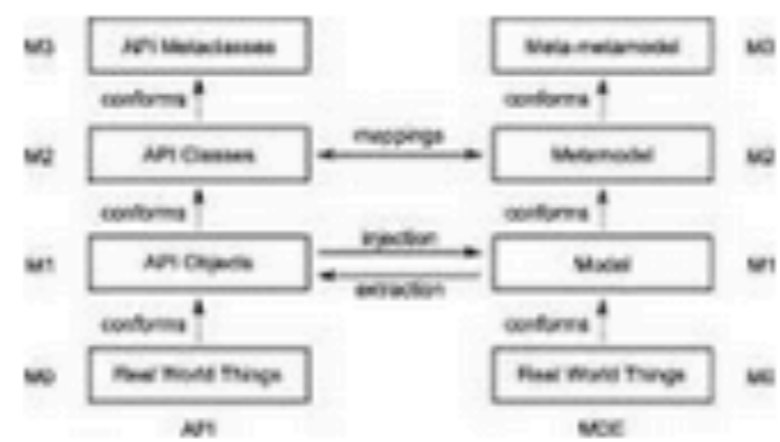 M3 API Metaclasses Meta-metamodel M3
conforms conforms
M2 API Classes mappings Metamodel M2
conforms conforms
M1 API Objects injection Model M1
extraction
conforms conforms
M0 Real World Things Real World Things M0
API MDE